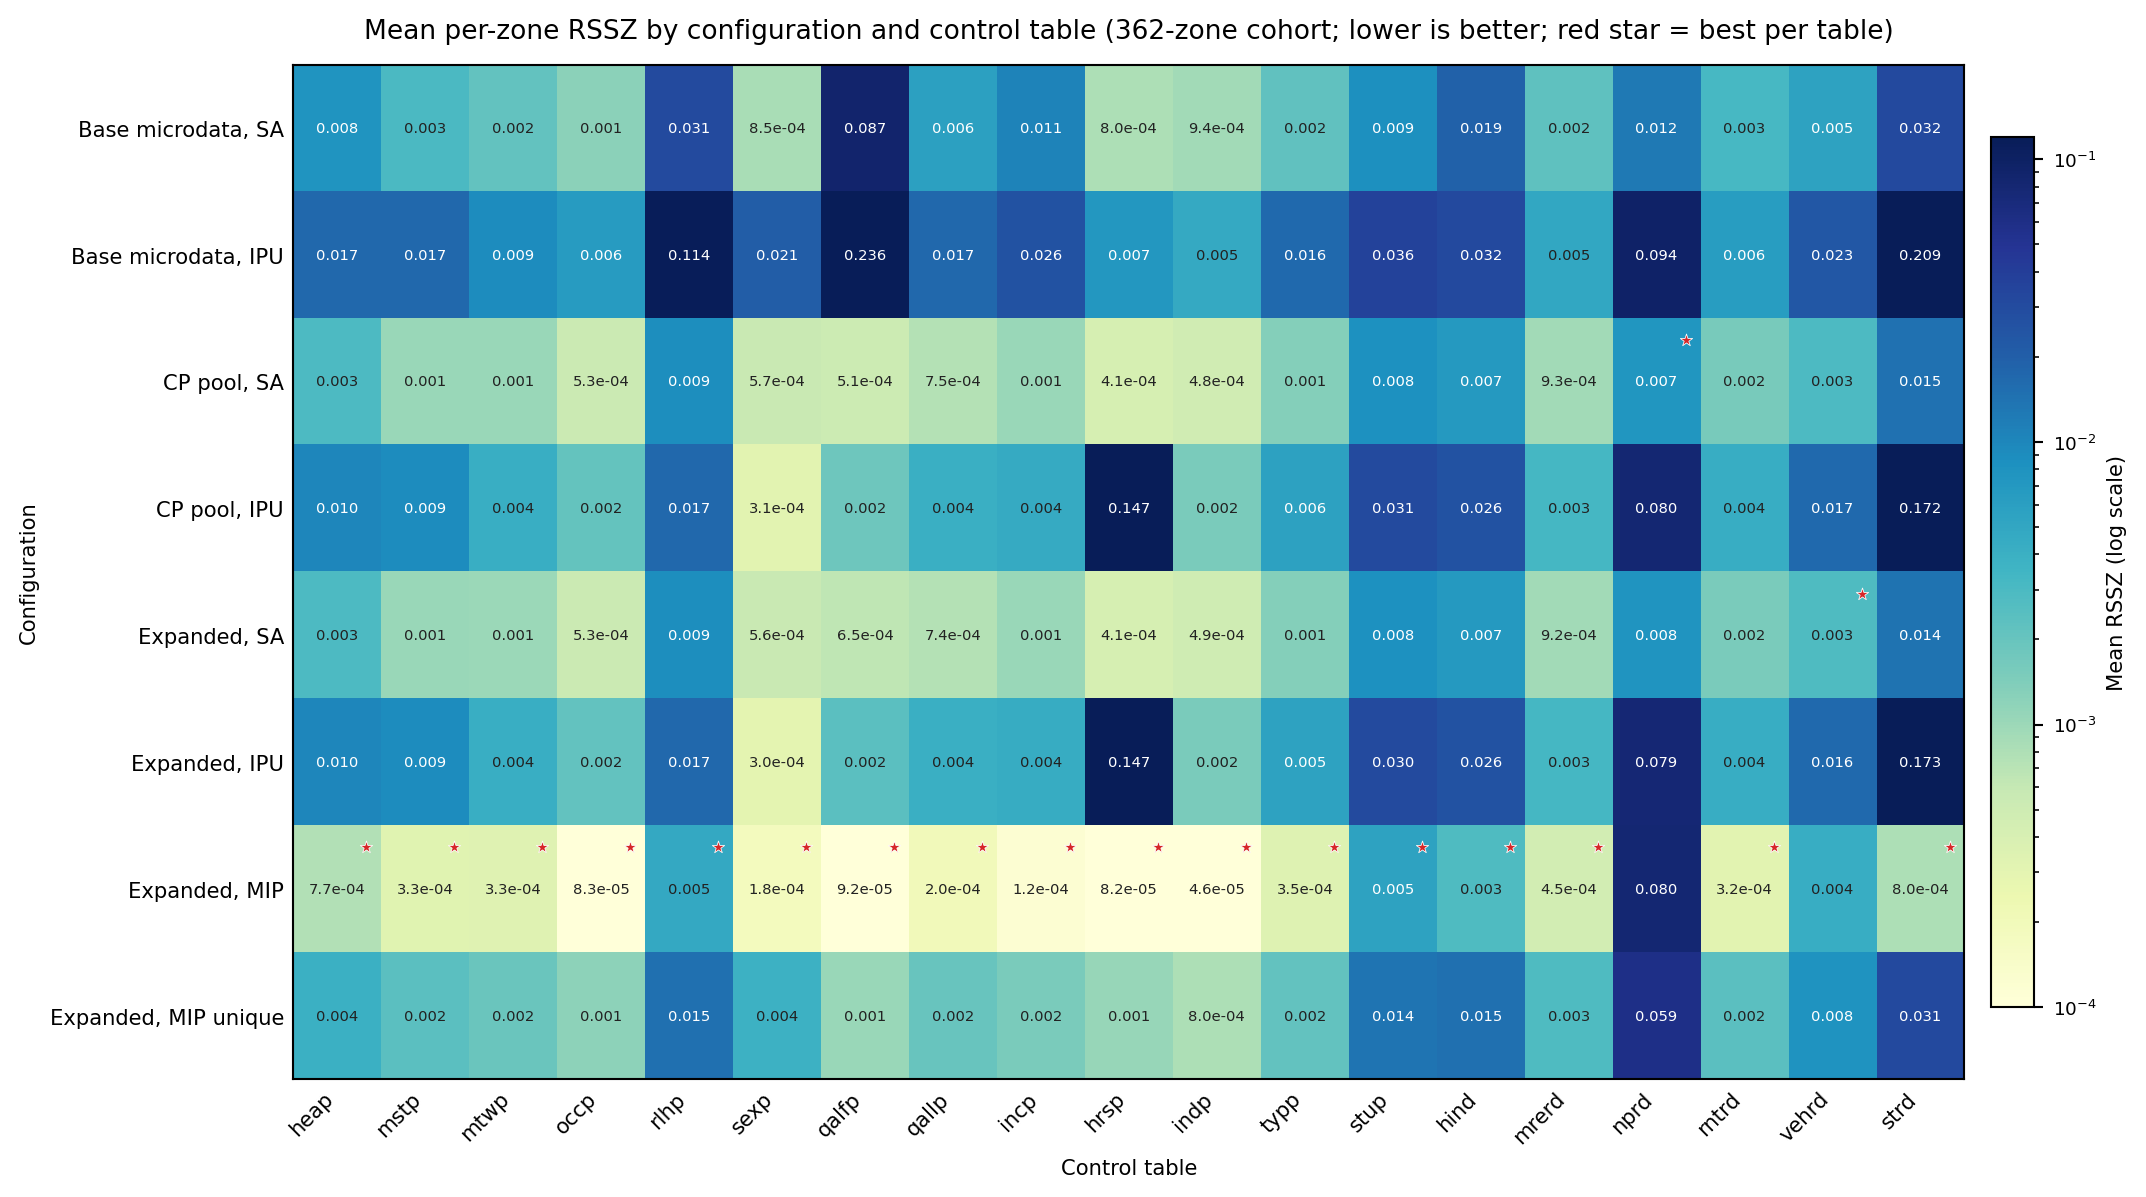 Mean per-zone RSSZ by configuration and control table (362-zone cohort; lower is better; red star = best per table)
Base microdata, SA 0.008 0.003 0.002 0.001 0.031 8.5e-04 0.087 0.006 0.011 8.0e-04 9.4e-04 0.002 0.009 0.019 0.002 0.012 0.003 0.005 0.032
Base microdata, IPU 0.017 0.017 0.009 0.006 0.114 0.021 0.236 0.017 0.026 0.007 0.005 0.016 0.036 0.032 0.005 0.094 0.006 0.023 0.209
CP pool, SA 0.003 0.001 0.001 5.3e-04 0.009 5.7e-04 5.1e-04 7.5e-04 0.001 4.1e-04 4.8e-04 0.001 0.008 0.007 9.3e-04 0.007 0.002 0.003 0.015
CP pool, IPU 0.010 0.009 0.004 0.002 0.017 3.1e-04 0.002 0.004 0.004 0.147 0.002 0.006 0.031 0.026 0.003 0.080 0.004 0.017 0.172
Expanded, SA 0.003 0.001 0.001 5.3e-04 0.009 5.6e-04 6.5e-04 7.4e-04 0.001 4.1e-04 4.9e-04 0.001 0.008 0.007 9.2e-04 0.008 0.002 0.003 0.014
Expanded, IPU 0.010 0.009 0.004 0.002 0.017 3.0e-04 0.002 0.004 0.004 0.147 0.002 0.005 0.030 0.026 0.003 0.079 0.004 0.016 0.173
Expanded, MIP 7.7e-04 3.3e-04 3.3e-04 8.3e-05 0.005 1.8e-04 9.2e-05 2.0e-04 1.2e-04 8.2e-05 4.6e-05 3.5e-04 0.005 0.003 4.5e-04 0.080 3.2e-04 0.004 8.0e-04
Expanded, MIP unique 0.004 0.002 0.002 0.001 0.015 0.004 0.001 0.002 0.002 0.001 8.0e-04 0.002 0.014 0.015 0.003 0.059 0.002 0.008 0.031
heap mstp mtwp occp rlhp sexp qalfp qallp incp hrsp indp typp stup hind mrerd nprd mtrd vehrd strd
Control table
Configuration
10⁻¹
10⁻²
10⁻³
10⁻⁴
Mean RSSZ (log scale)